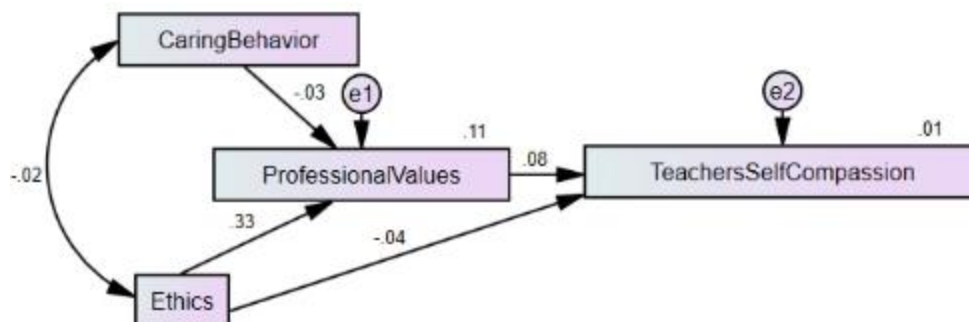 CaringBehavior
-.03
e1
e2
.11
.01
-.02
ProfessionalValues
.08
TeachersSelfCompassion
.33
-.04
Ethics